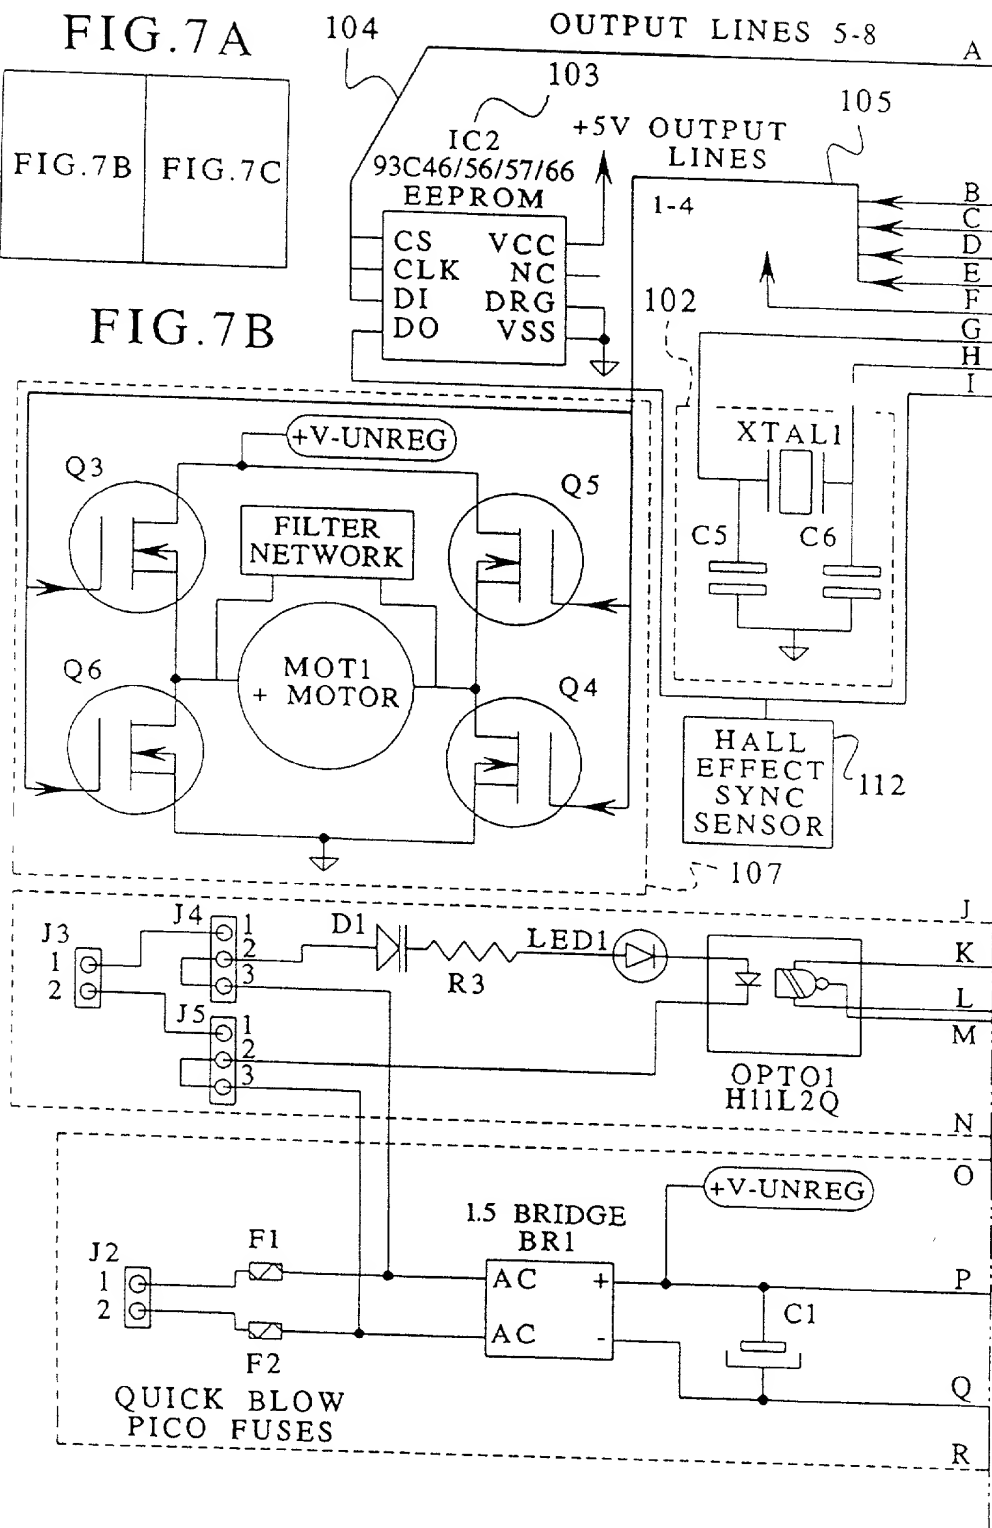 FIG.7A
104
OUTPUT LINES 5-8
A
FIG.7B
FIG.7C
103
IC2
93C46/56/57/66
EEPROM
+5V
OUTPUT
LINES
105
1-4
B
C
D
E
F
G
H
I
CS
CLK
DI
DO
VCC
NC
DRG
VSS
FIG.7B
102
XTAL1
C5
C6
+V-UNREG
Q3
Q5
FILTER
NETWORK
Q6
MOT1
+ MOTOR
Q4
HALL
EFFECT
SYNC
SENSOR
112
107
J
J3
1
2
J4
1
2
3
D1
R3
LED1
K
L
M
J5
1
2
3
OPTO1
H11L2Q
N
O
+V-UNREG
1.5 BRIDGE
BR1
J2
1
2
F1
F2
AC
AC
+
-
P
C1
Q
QUICK BLOW
PICO FUSES
R